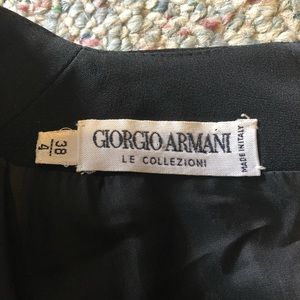 GIORGIO ARMANI
LE COLLEZIONI
MADE IN ITALY
38
4